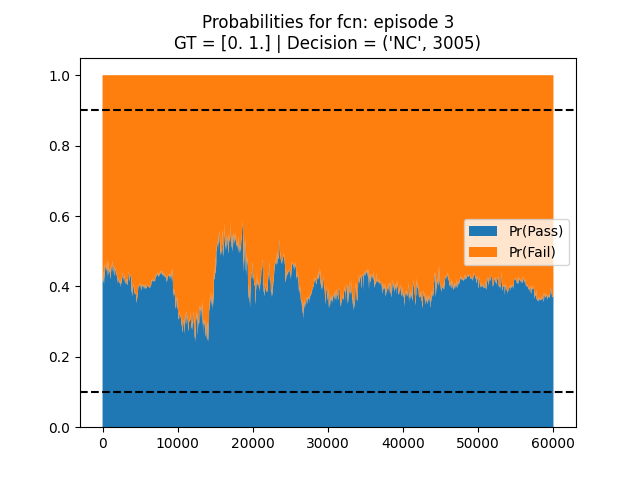 Probabilities for fcn: episode 3
GT = [0. 1.] | Decision = ('NC', 3005)
1.0
0.8
0.6
0.4
0.2
0.0
Pr(Pass)
Pr(Fail)
0 10000 20000 30000 40000 50000 60000